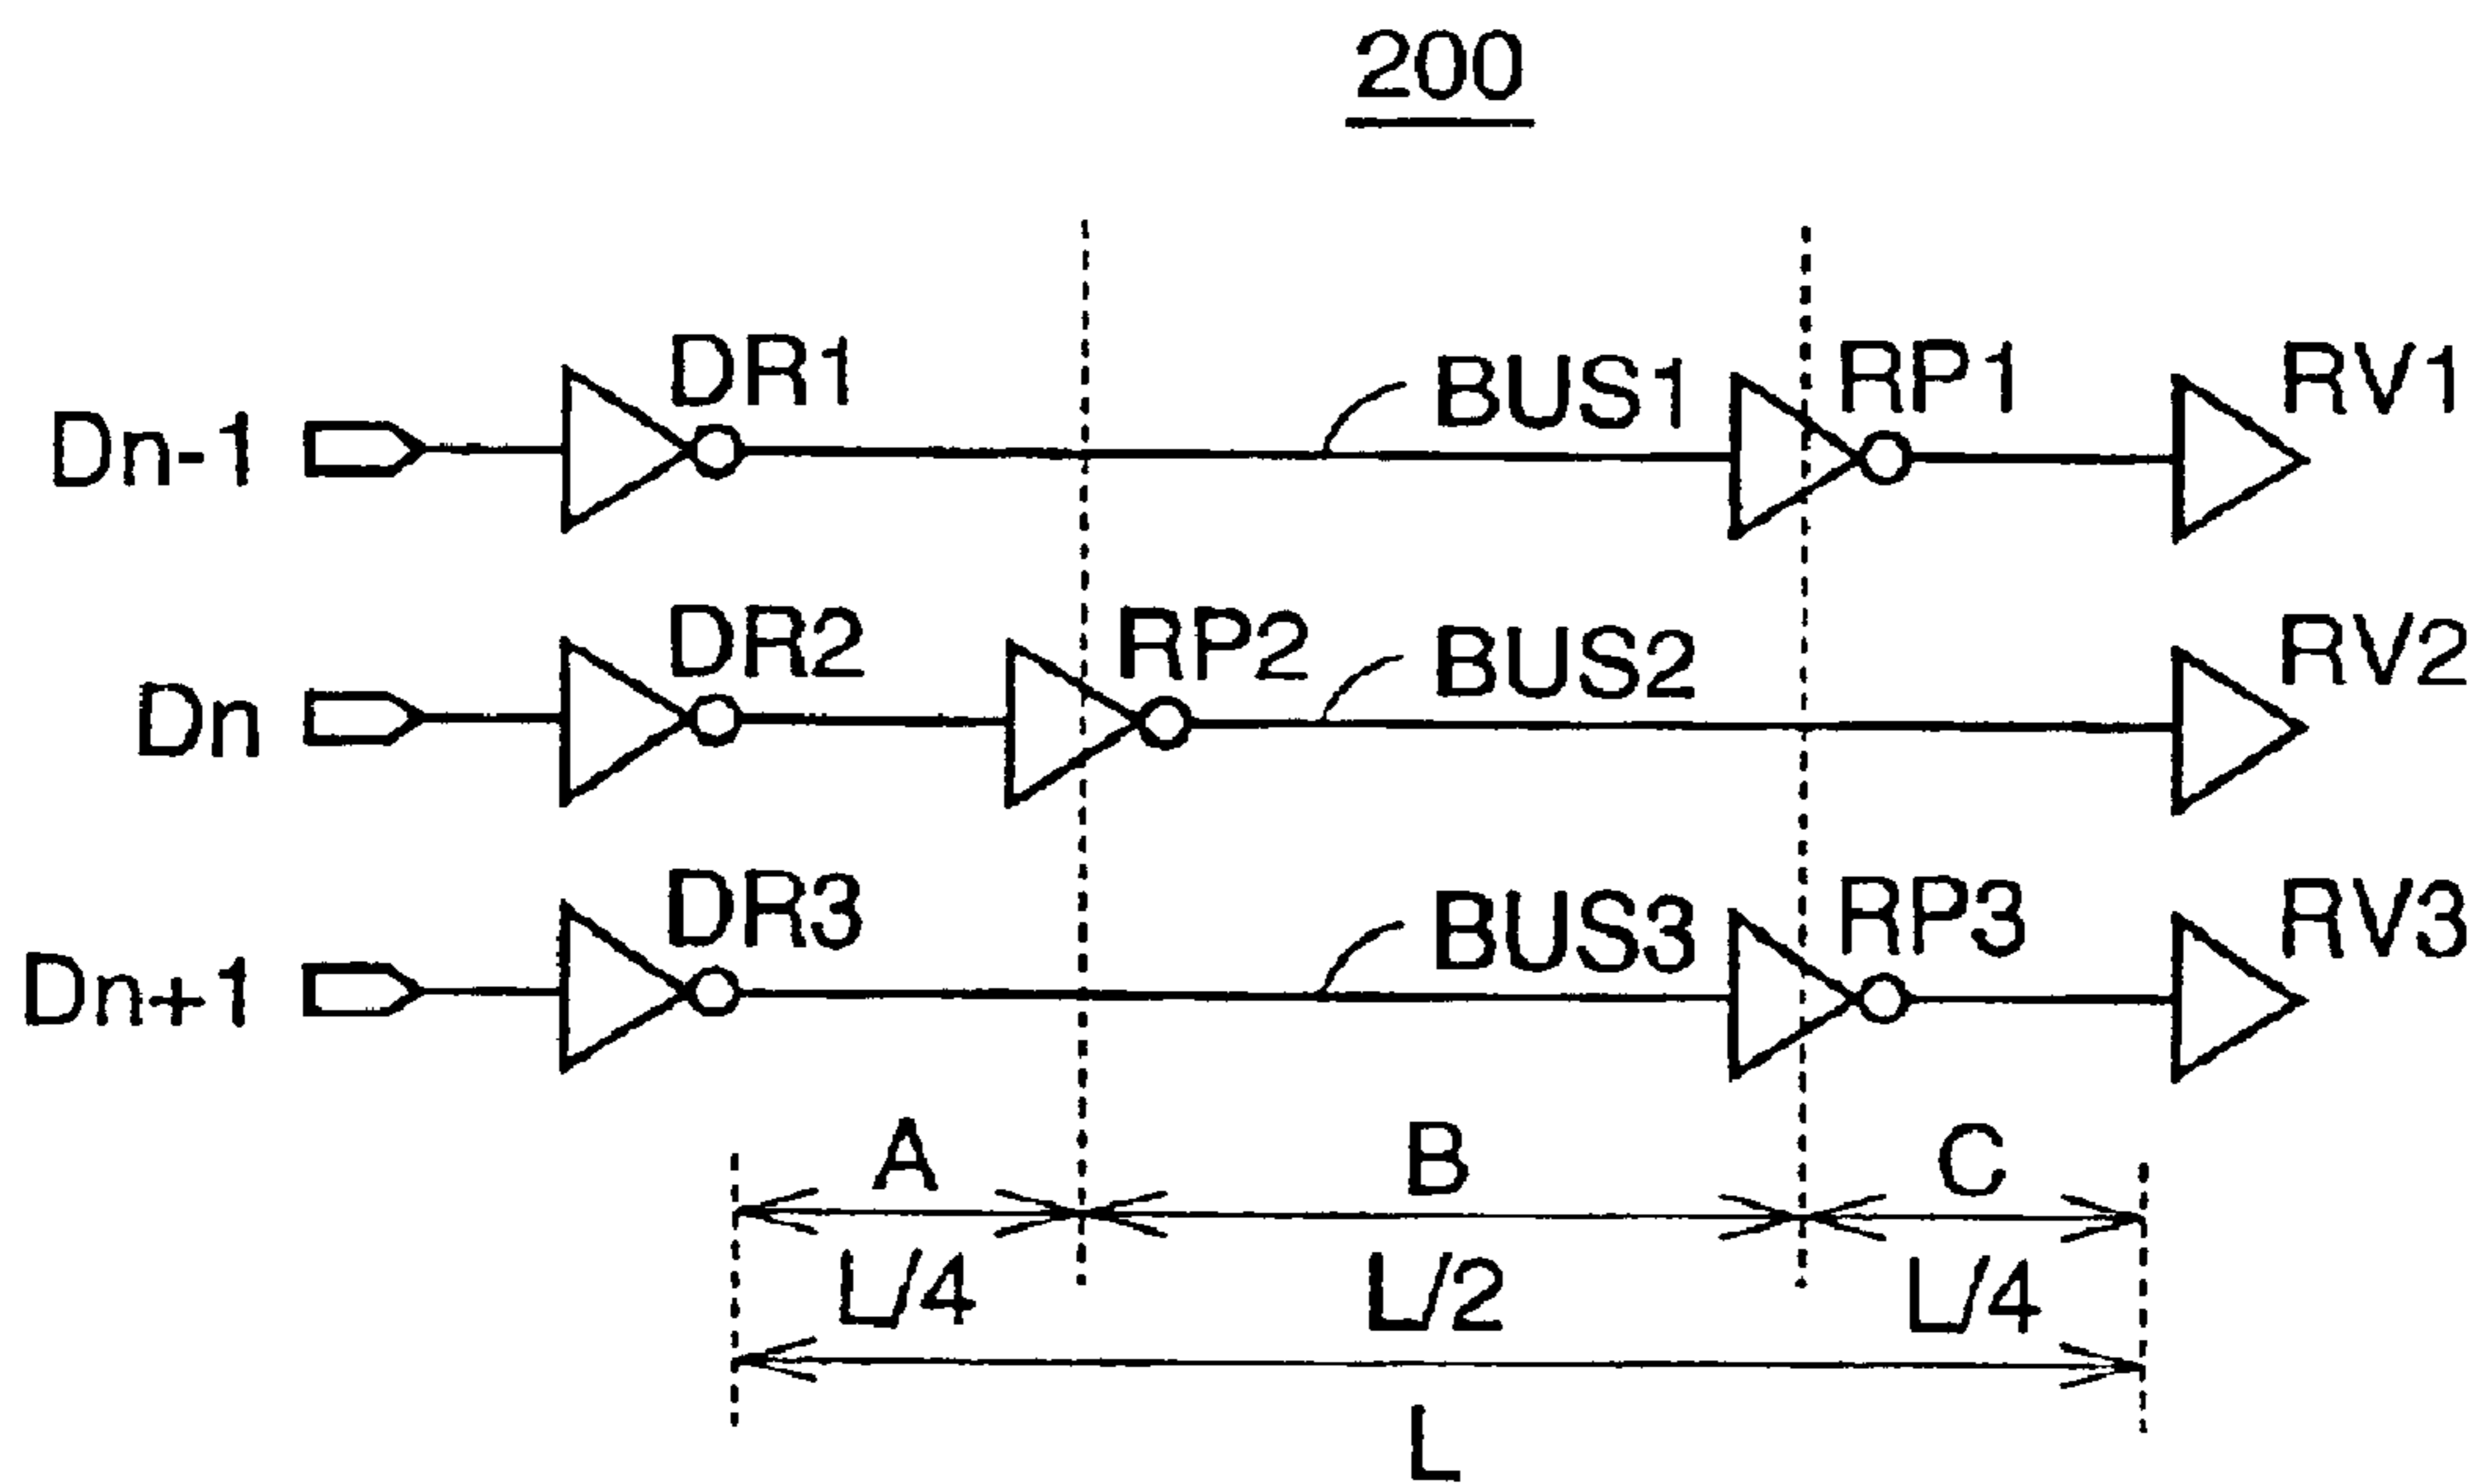 200
DR1 BUS1 RP1 RV1
Dn-1
DR2 RP2 BUS2 RV2
Dn
DR3 BUS3 RP3 RV3
Dn+1
A B C
L/4 L/2 L/4
L